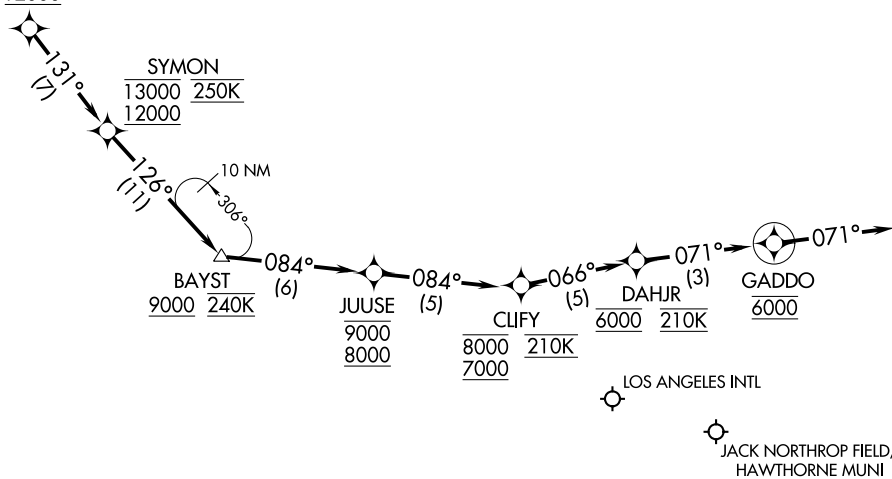 131°
(7)
SYMON
13000 250K
12000
126°
(11)
10 NM
306°
BAYST
9000 240K
084°
(6)
JUUSE
9000
8000
084°
(5)
CLIFY
8000 210K
7000
066°
(5)
DAHJR
6000 210K
071°
(3)
GADDO
6000
071°
LOS ANGELES INTL
JACK NORTHROP FIELD/
HAWTHORNE MUNI